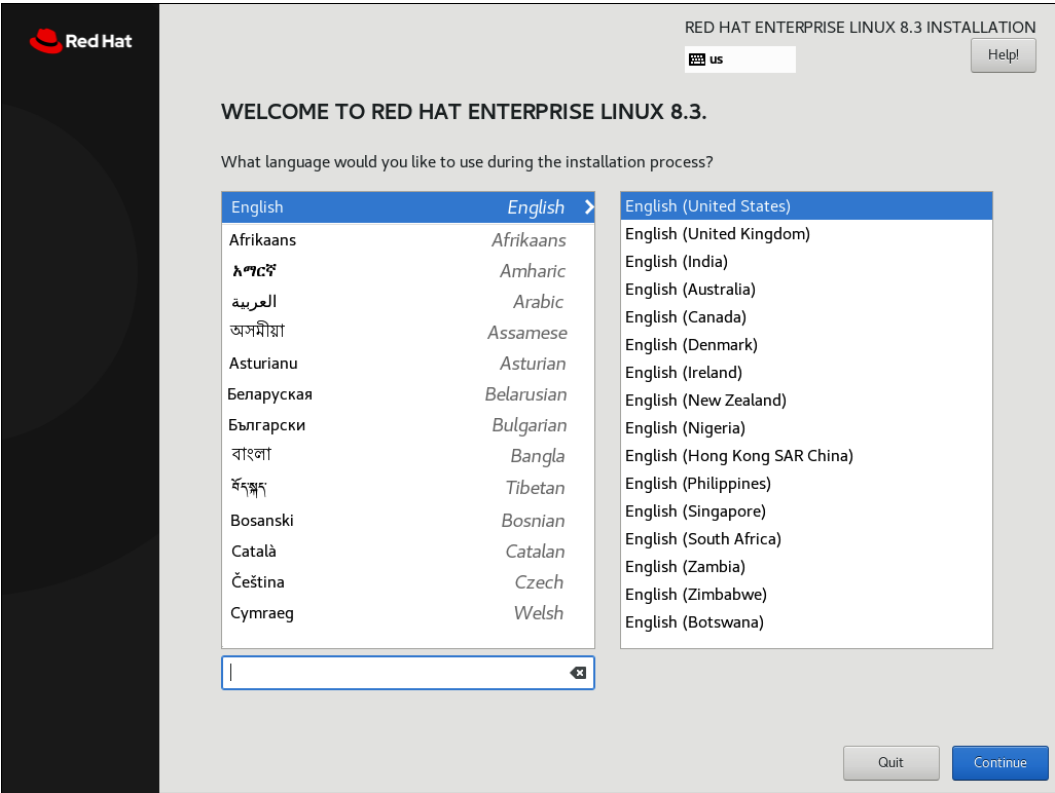 Red Hat
RED HAT ENTERPRISE LINUX 8.3 INSTALLATION
us
Help!
WELCOME TO RED HAT ENTERPRISE LINUX 8.3.
What language would you like to use during the installation process?
English English
Afrikaans Afrikaans
አማርኛ Amharic
العربية Arabic
অসমীয়া Assamese
Asturianu Asturian
Беларуская Belarusian
Български Bulgarian
বাংলা Bangla
བོད་སྐད་ Tibetan
Bosanski Bosnian
Català Catalan
Čeština Czech
Cymraeg Welsh
English (United States)
English (United Kingdom)
English (India)
English (Australia)
English (Canada)
English (Denmark)
English (Ireland)
English (New Zealand)
English (Nigeria)
English (Hong Kong SAR China)
English (Philippines)
English (Singapore)
English (South Africa)
English (Zambia)
English (Zimbabwe)
English (Botswana)
Quit
Continue